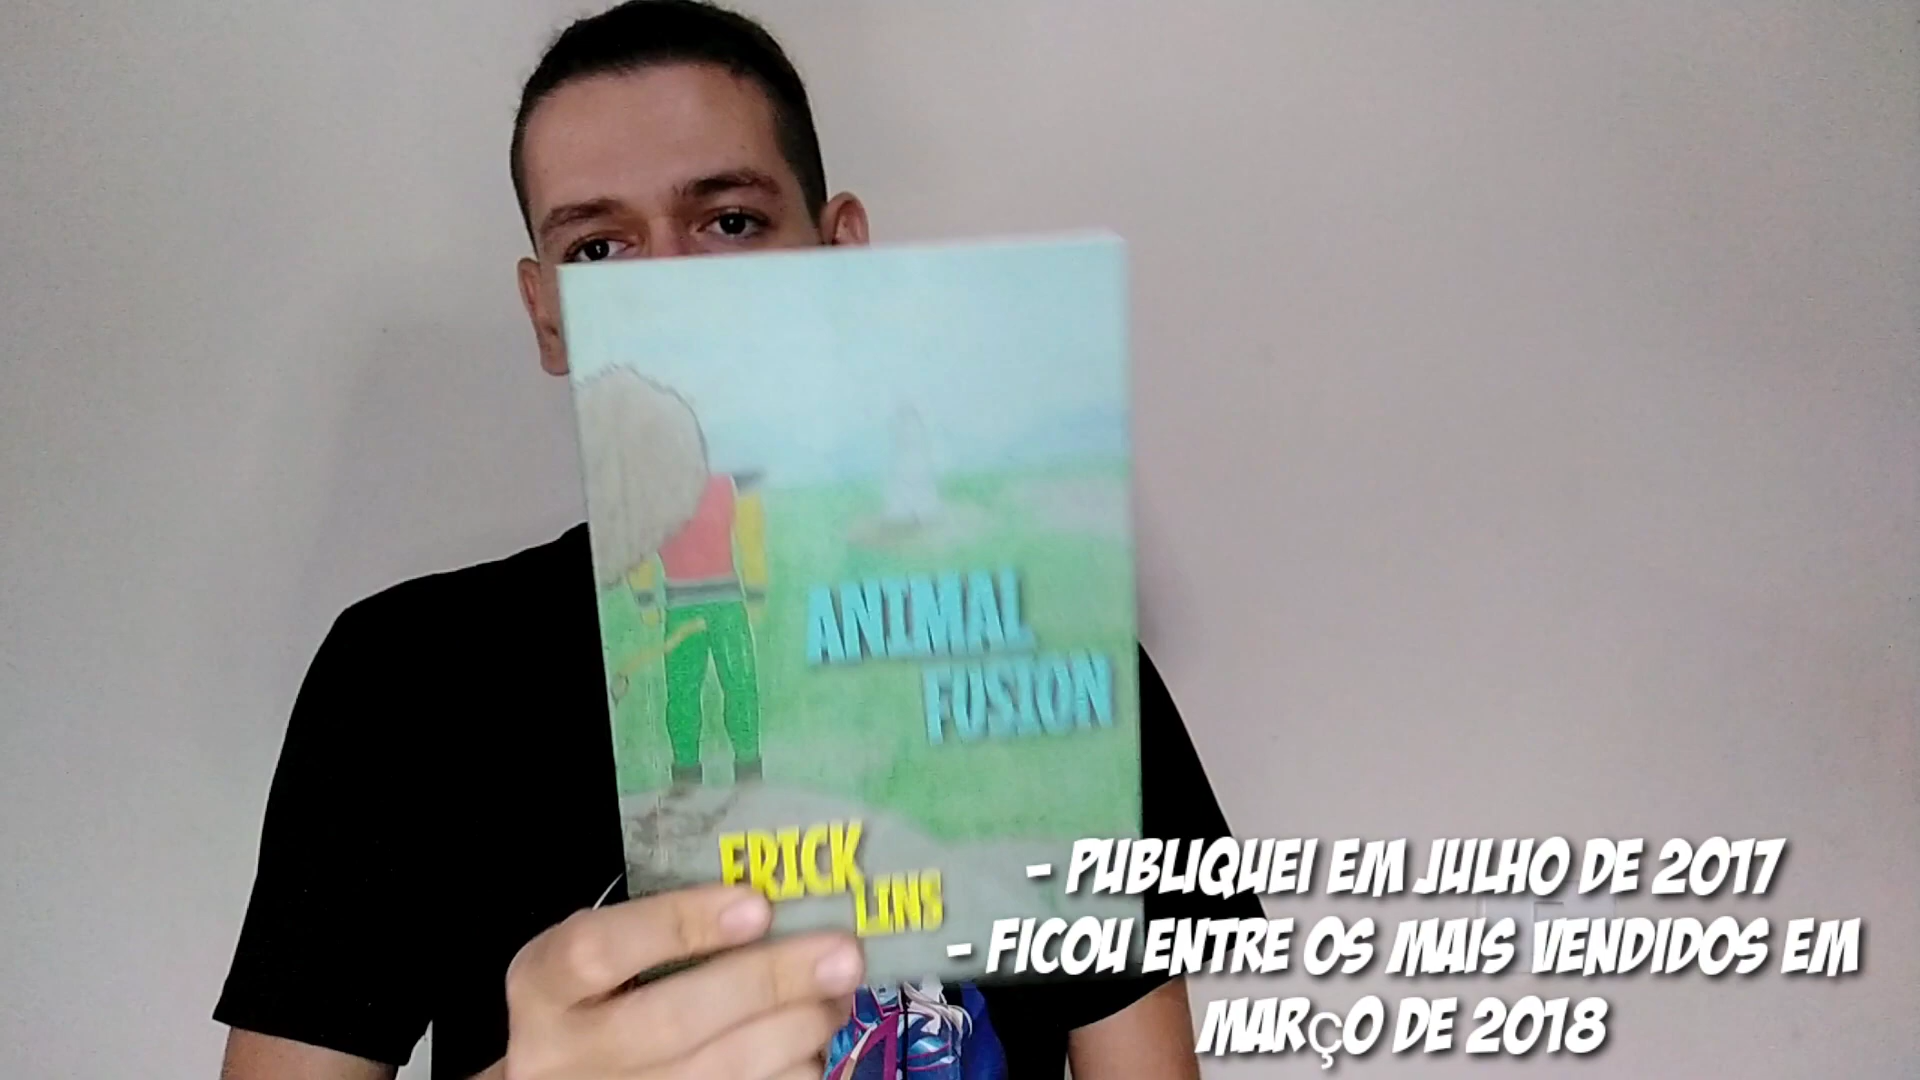 ANIMAL
FUSION
ERICK
LINS
- PUBLIQUEI EM JULHO DE 2017
- FICOU ENTRE OS MAIS VENDIDOS EM
MARÇO DE 2018